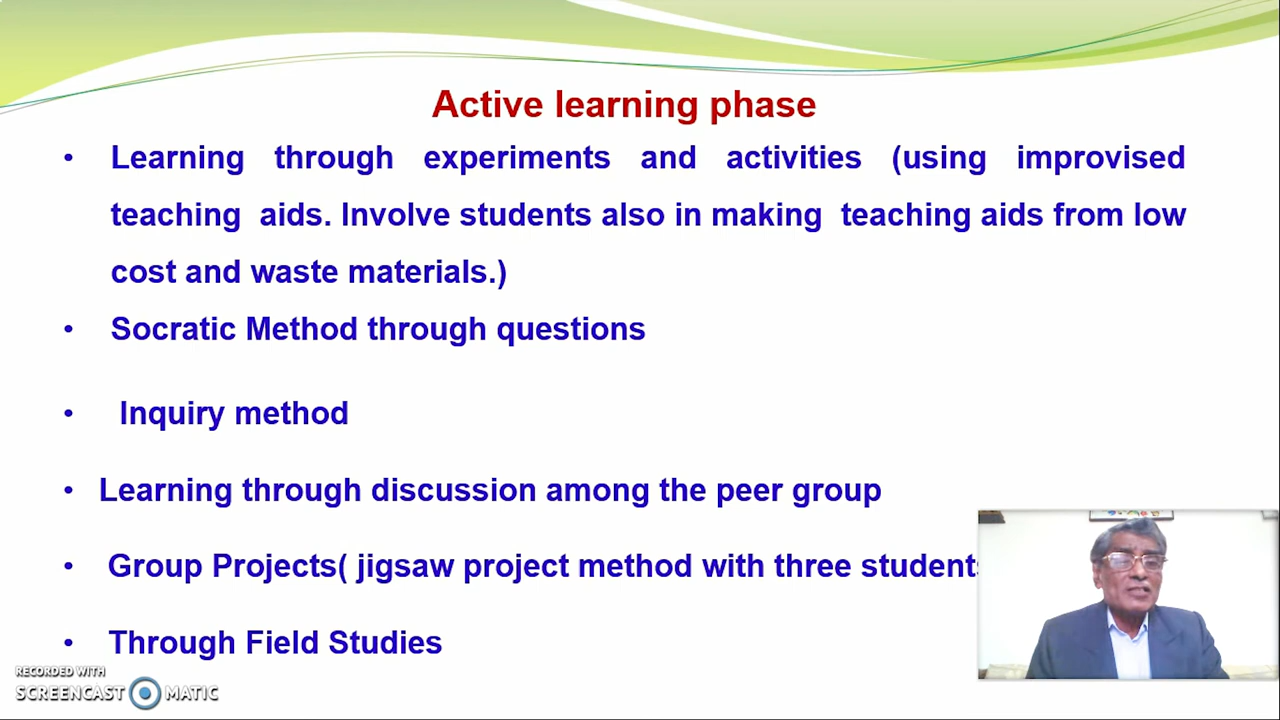 Active learning phase
• Learning through experiments and activities (using improvised
teaching aids. Involve students also in making teaching aids from low
cost and waste materials.)
• Socratic Method through questions
• Inquiry method
• Learning through discussion among the peer group
• Group Projects( jigsaw project method with three students
• Through Field Studies
RECORDED WITH
SCREENCAST MATIC